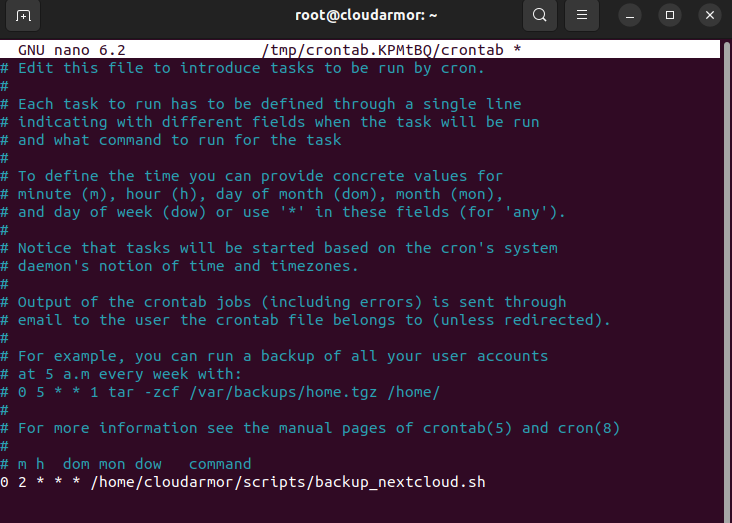 root@cloudarmor: ~
GNU nano 6.2 /tmp/crontab.KPMtBQ/crontab *
# Edit this file to introduce tasks to be run by cron.
#
# Each task to run has to be defined through a single line
# indicating with different fields when the task will be run
# and what command to run for the task
#
# To define the time you can provide concrete values for
# minute (m), hour (h), day of month (dom), month (mon),
# and day of week (dow) or use '*' in these fields (for 'any').
#
# Notice that tasks will be started based on the cron's system
# daemon's notion of time and timezones.
#
# Output of the crontab jobs (including errors) is sent through
# email to the user the crontab file belongs to (unless redirected).
#
# For example, you can run a backup of all your user accounts
# at 5 a.m every week with:
# 0 5 * * 1 tar -zcf /var/backups/home.tgz /home/
#
# For more information see the manual pages of crontab(5) and cron(8)
#
# m h  dom mon dow   command
0 2 * * * /home/cloudarmor/scripts/backup_nextcloud.sh